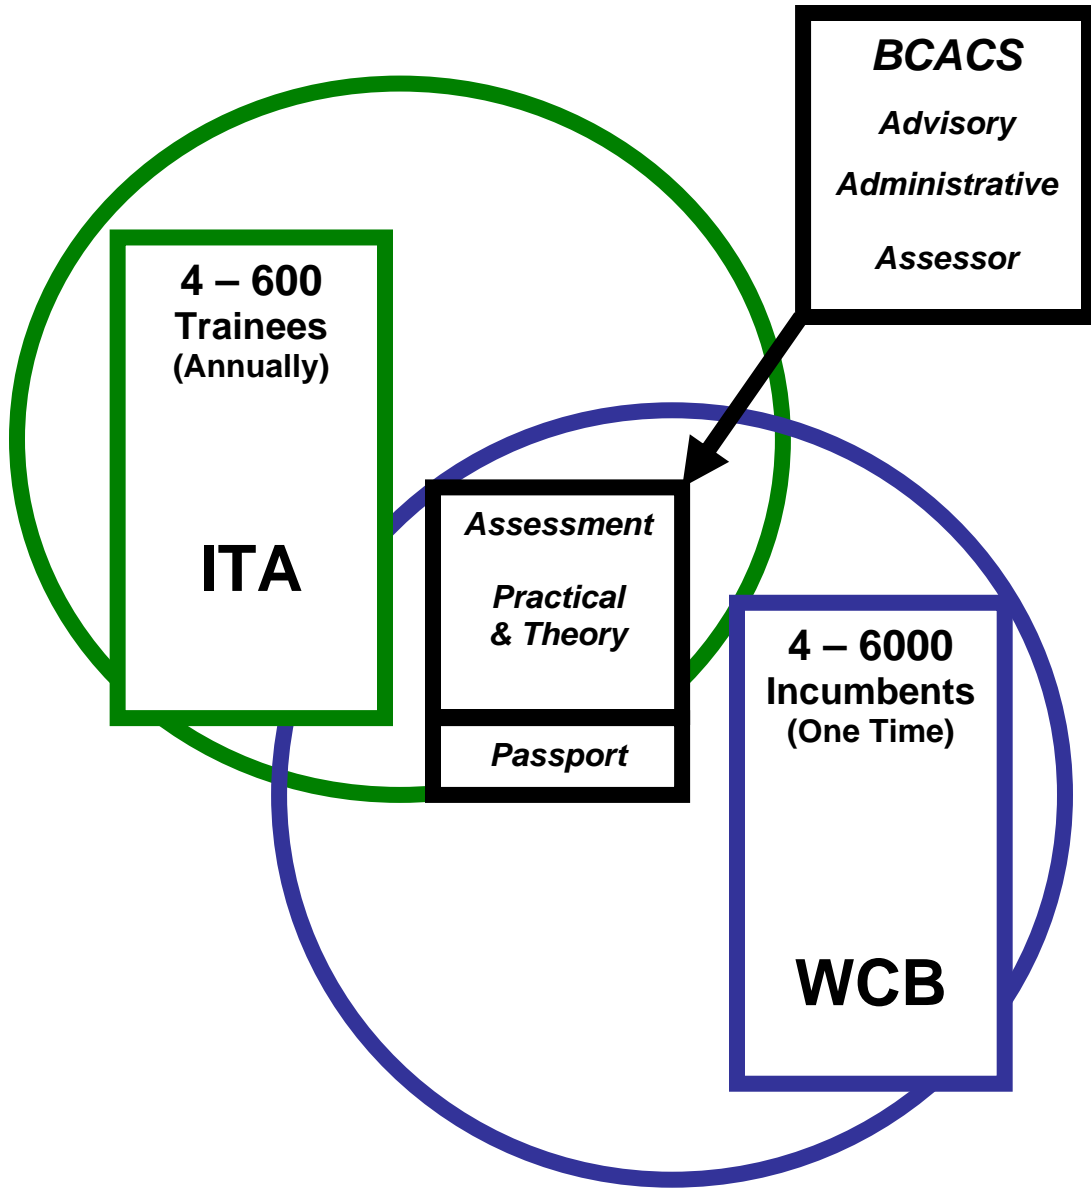 BCACS
Advisory
Administrative
Assessor
4 – 600
Trainees
(Annually)
ITA
Assessment
Practical
& Theory
Passport
4 – 6000
Incumbents
(One Time)
WCB